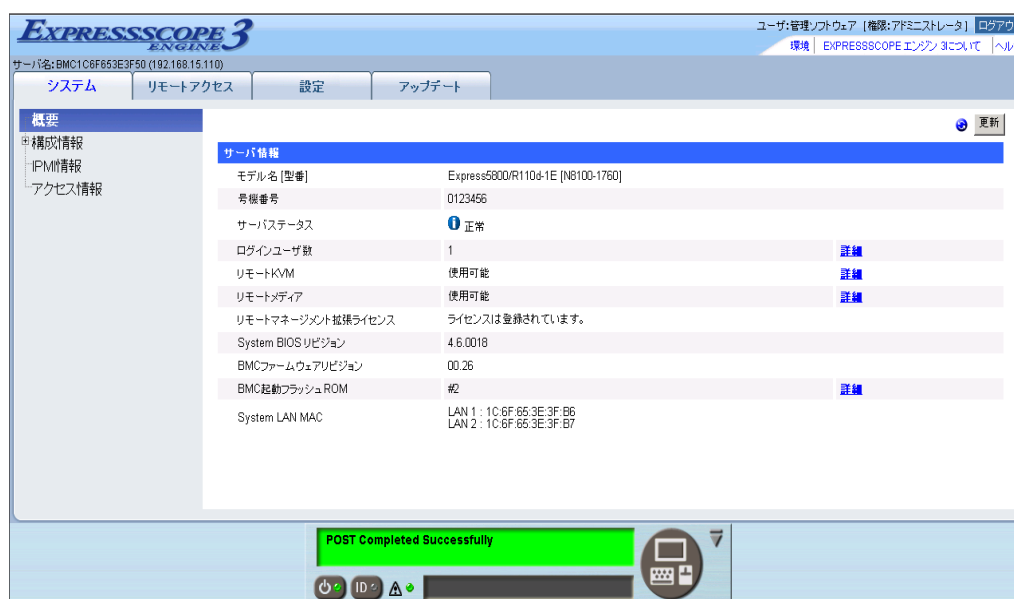 EXPRESSSCOPE 3
ENGINE
ユーザ:管理ソフトウェア [権限:アドミニストレータ] ログアウ
環境 EXPRESSSCOPE エンジン 3について ヘル
サーバ名:BMC1C6F653E3F50 (192.168.15.110)
システム リモートアクセス 設定 アップデート
概要
構成情報
IPMI情報
アクセス情報
更新
サーバ情報
モデル名 [型番] Express5800/R110d-1E [N8100-1760]
号機番号 0123456
サーバステータス 正常
ログインユーザ数 1 詳細
リモートKVM 使用可能 詳細
リモートメディア 使用可能 詳細
リモートマネージメント拡張ライセンス ライセンスは登録されています。
System BIOS リビジョン 4.6.0018
BMCファームウェアリビジョン 00.26
BMC起動フラッシュROM #2 詳細
System LAN MAC LAN 1 : 1C:6F:65:3E:3F:B6
LAN 2 : 1C:6F:65:3E:3F:B7
POST Completed Successfully
ID